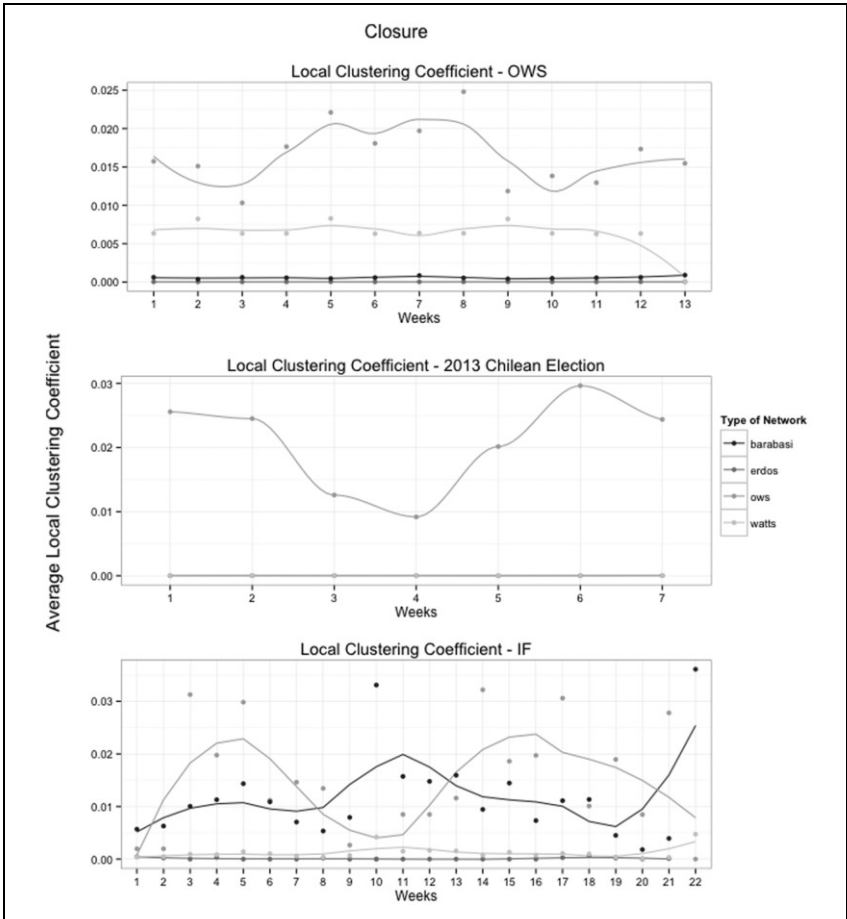 Closure
Local Clustering Coefficient - OWS
0.025
0.020
0.015
0.010
0.005
0.000
1 2 3 4 5 6 7 8 9 10 11 12 13
Weeks
Average Local Clustering Coefficient
Local Clustering Coefficient - 2013 Chilean Election
0.03
0.02
0.01
0.00
1 2 3 4 5 6 7
Weeks
Type of Network
barabasi
erdos
ows
watts
Local Clustering Coefficient - IF
0.03
0.02
0.01
0.00
1 2 3 4 5 6 7 8 9 10 11 12 13 14 15 16 17 18 19 20 21 22
Weeks